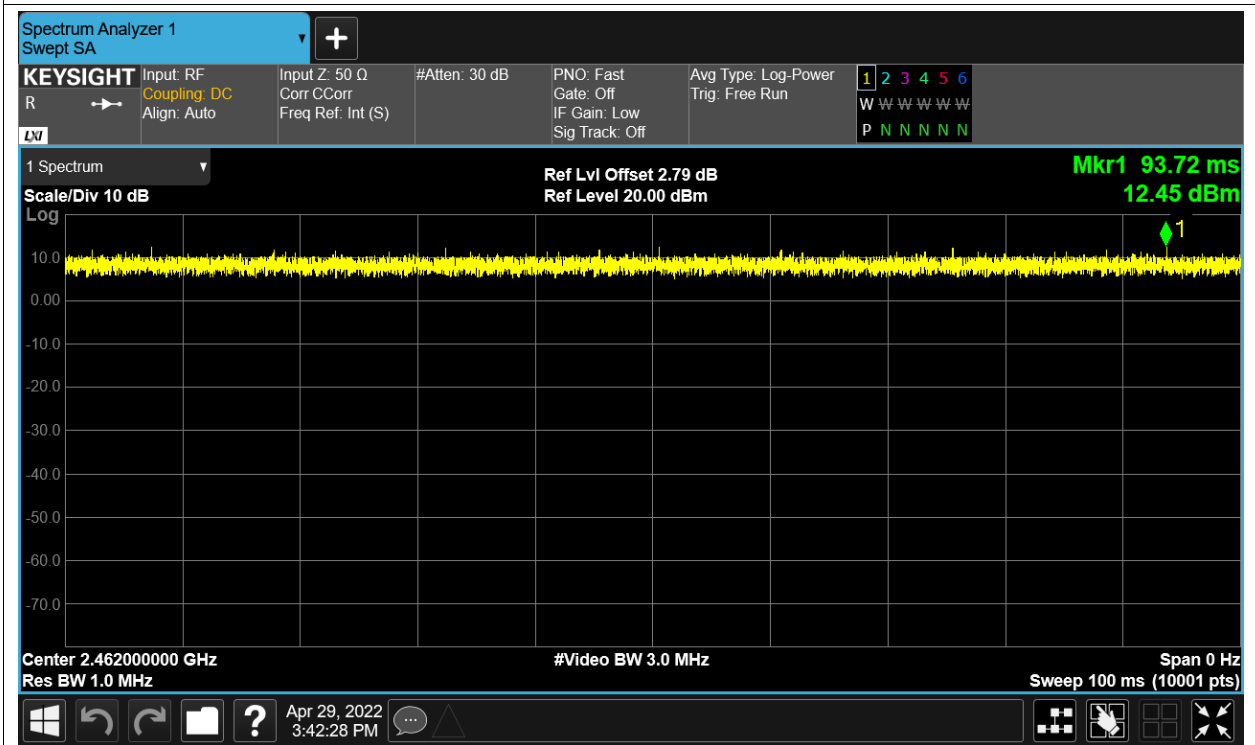 Spectrum Analyzer 1
Swept SA
KEYSIGHT Input: RF Input Z: 50 Ω #Atten: 30 dB PNO: Fast Avg Type: Log-Power 1 2 3 4 5 6
R Coupling: DC Corr CCorr Gate: Off Trig: Free Run W W W W W W
Align: Auto Freq Ref: Int (S) IF Gain: Low
LXI Sig Track: Off P N N N N N
1 Spectrum Ref Lvl Offset 2.79 dB Mkr1 93.72 ms
Scale/Div 10 dB Ref Level 20.00 dBm 12.45 dBm
Log
1
10.0
0.00
-10.0
-20.0
-30.0
-40.0
-50.0
-60.0
-70.0
Center 2.462000000 GHz #Video BW 3.0 MHz Span 0 Hz
Res BW 1.0 MHz Sweep 100 ms (10001 pts)
? Apr 29, 2022
3:42:28 PM